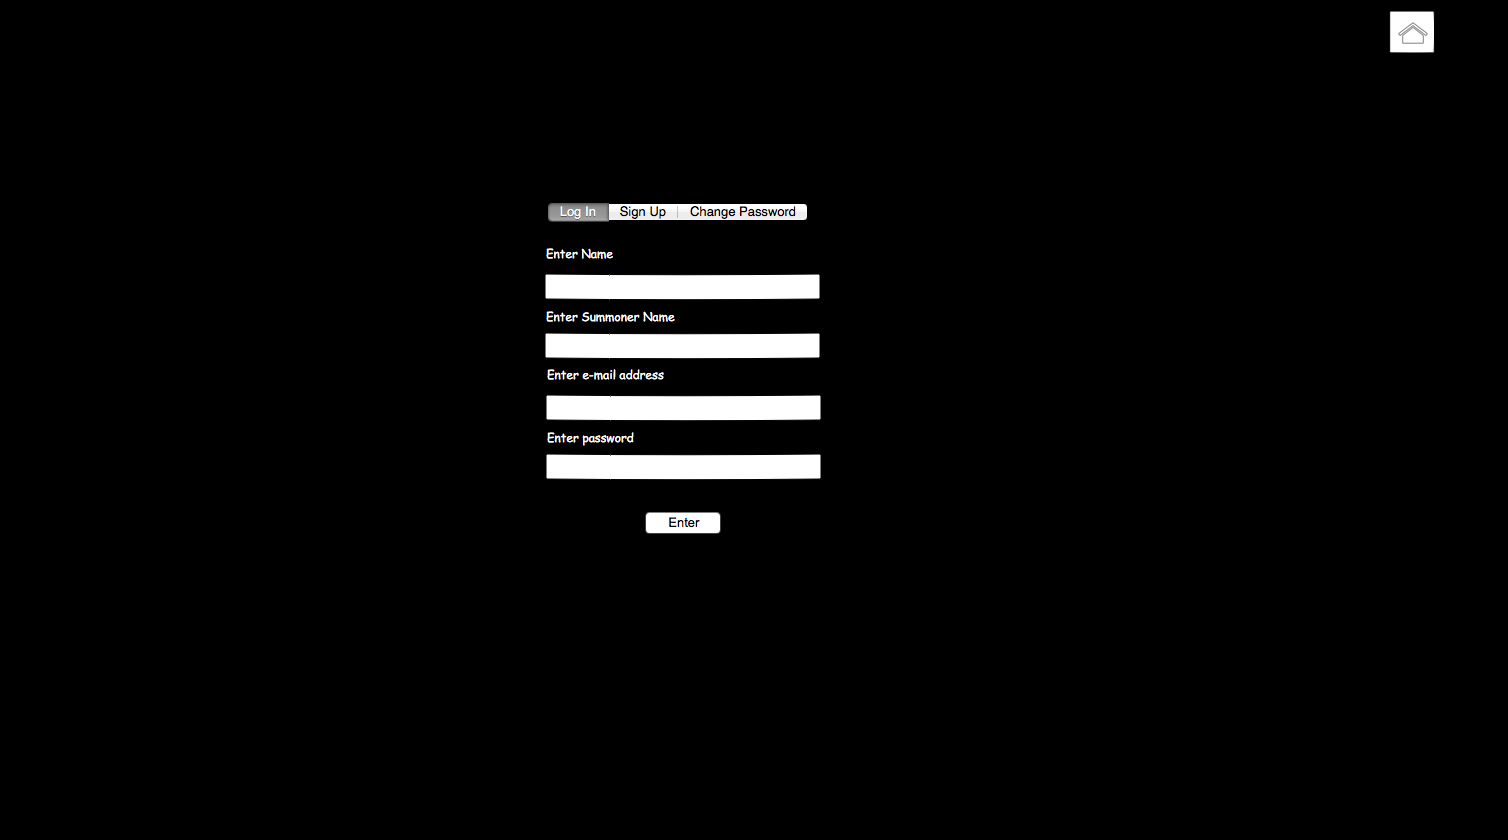 Log In Sign Up Change Password
Enter Name
Enter Summoner Name
Enter e-mail address
Enter password
Enter